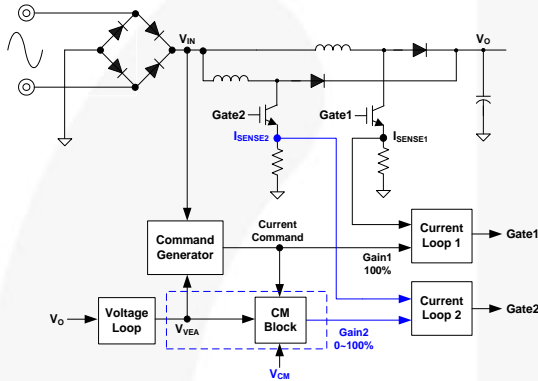 VIN
VO
Gate2
Gate1
ISENSE2
ISENSE1
Command
Generator
Current
Command
Gain1
100%
Current
Loop 1
Gate1
VO
Voltage
Loop
VVEA
CM
Block
Gain2
0~100%
Current
Loop 2
Gate2
VCM